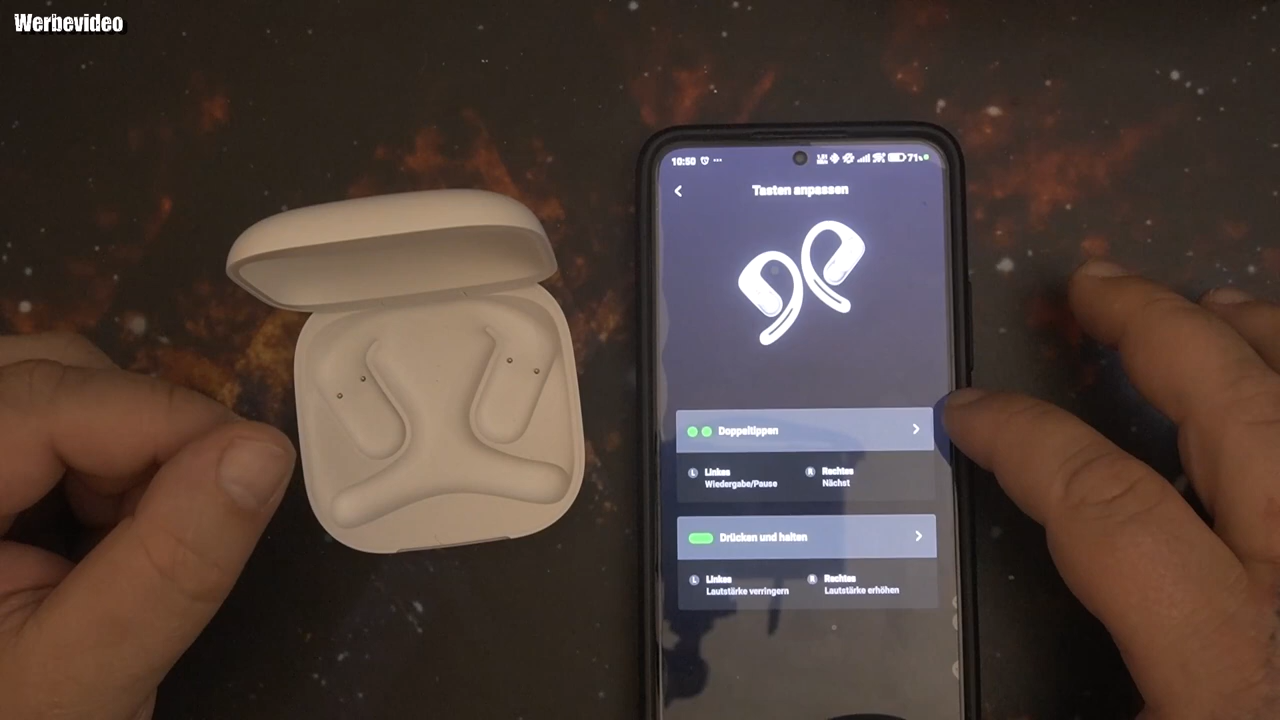 Werbevideo
10:50
71%
Tasten anpassen
Doppeltippen
L Linkes
Wiedergabe/Pause
R Rechtes
Nächst
Drücken und halten
L Linkes
Lautstärke verringern
R Rechtes
Lautstärke erhöhen